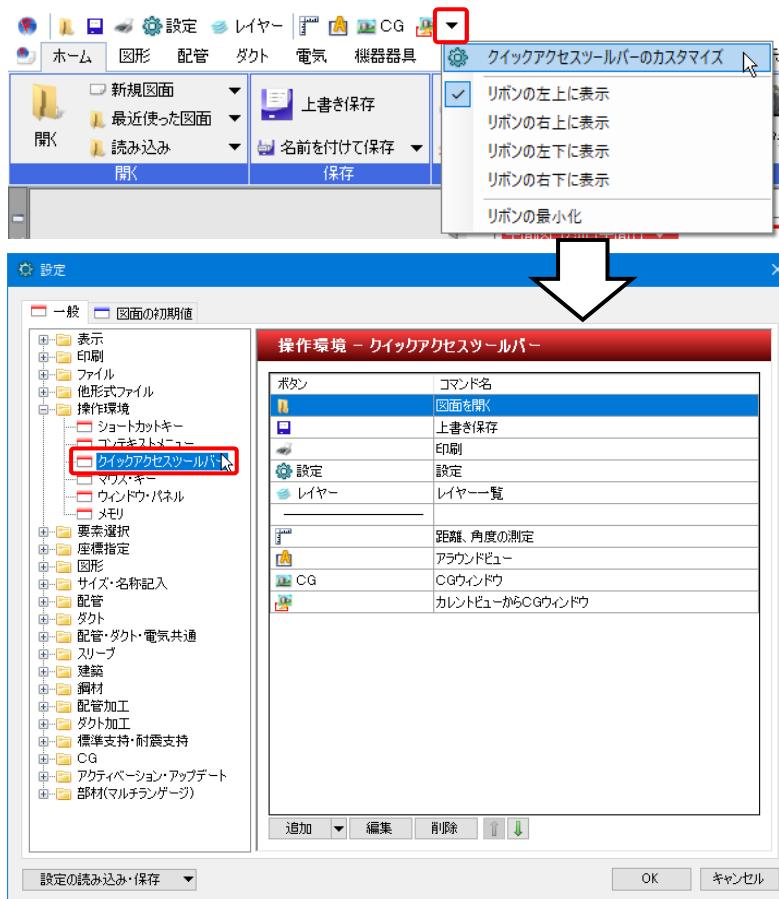 設定 レイヤー CG
ホーム 図形 配管 ダクト 電気 機器器具
クイックアクセスツールバーのカスタマイズ
リボンの左上に表示
リボンの右上に表示
リボンの左下に表示
リボンの右下に表示
リボンの最小化
開く
新規図面
最近使った図面
読み込み
開く
上書き保存
名前を付けて保存
保存
設定
一般 図面の初期値
表示
印刷
ファイル
他形式ファイル
操作環境
ショートカットキー
コンテキストメニュー
クイックアクセスツールバー
マウス・キー
ウィンドウ・パネル
メモリ
要素選択
座標指定
図形
サイズ・名称記入
配管
ダクト
配管・ダクト・電気共通
スリーブ
建築
鋼材
配管加工
ダクト加工
標準支持・耐震支持
CG
アクティベーション・アップデート
部材(マルチランゲージ)
操作環境 - クイックアクセスツールバー
ボタン コマンド名
図面を開く
上書き保存
印刷
設定 設定
レイヤー レイヤー一覧
距離、角度の測定
アラウンドビュー
CG CGウィンドウ
カレントビューからCGウィンドウ
追加 編集 削除
設定の読み込み・保存 OK キャンセル